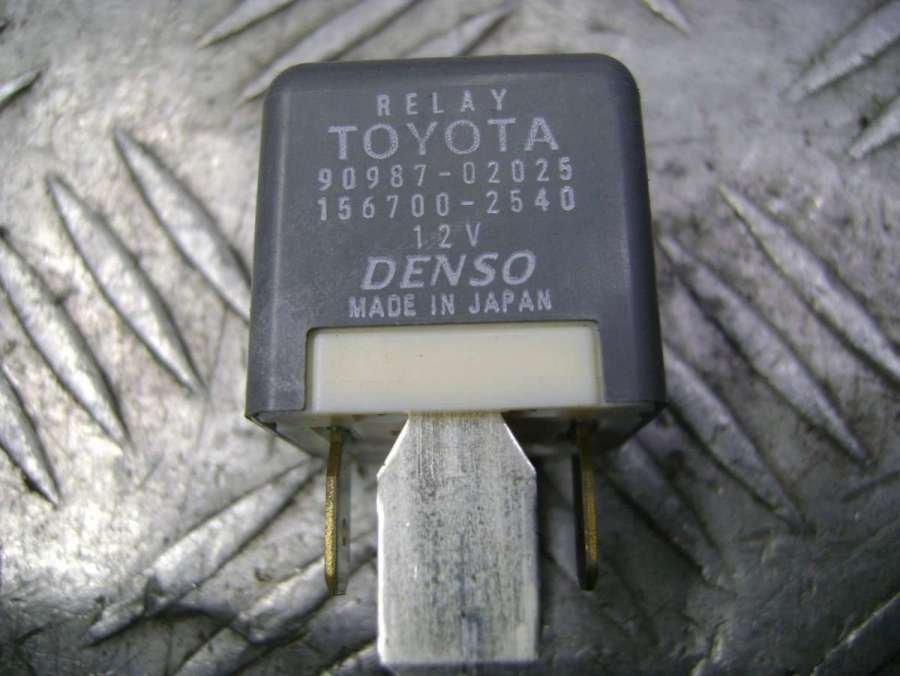 RELAY
TOYOTA
90987-02025
156700-2540
12V
DENSO
MADE IN JAPAN